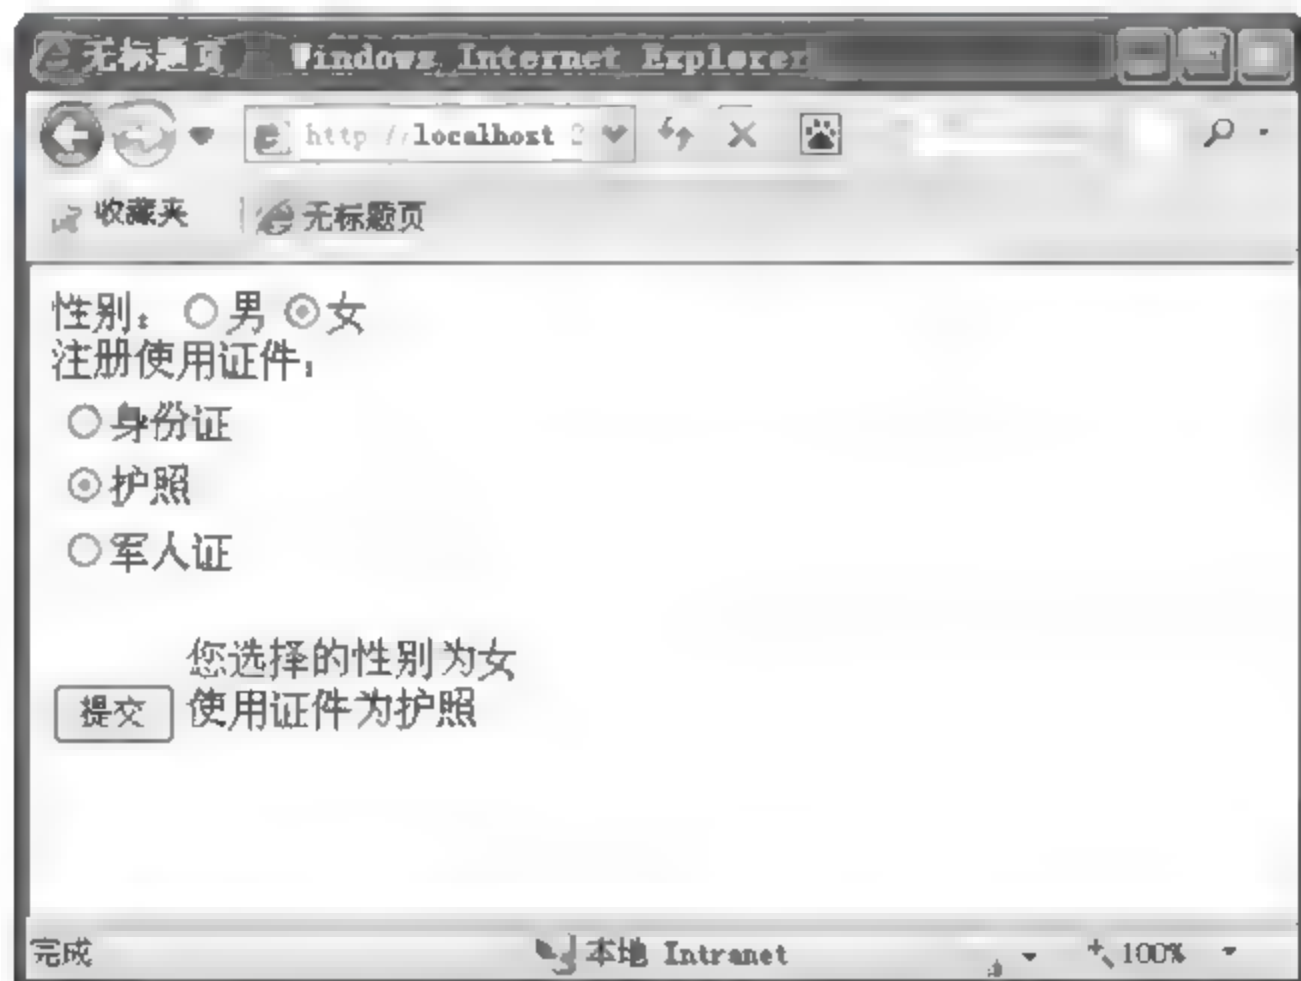 无标题页 - Windows Internet Explorer
http://localhost:2
收藏夹 无标题页
性别：男 女
注册使用证件：
身份证
护照
军人证
您选择的性别为女
提交 使用证件为护照
完成 本地 Intranet 100%